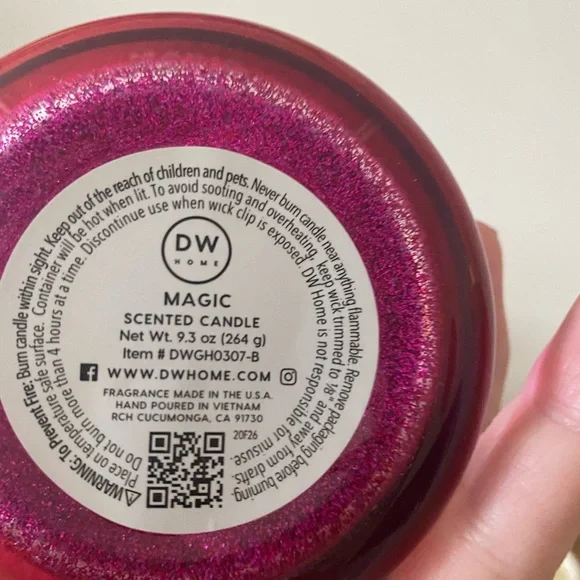 ⚠WARNING: To Prevent Fire: Burn candle within sight. Keep out of the reach of children and pets. Never burn candle near anything flammable. Remove packaging before burning.
Place on temperature safe surface. Container will be hot when lit. To avoid sooting and overheating, keep wick trimmed to ⅛" and away from drafts.
Do not burn more than 4 hours at a time. Discontinue use when wick clip is exposed. DW Home is not responsible for misuse.
DW
HOME
MAGIC
SCENTED CANDLE
Net Wt. 9.3 oz (264 g)
Item # DWGH0307-B
WWW.DWHOME.COM
FRAGRANCE MADE IN THE U.S.A.
HAND POURED IN VIETNAM
RCH CUCUMONGA, CA 91730
20F26